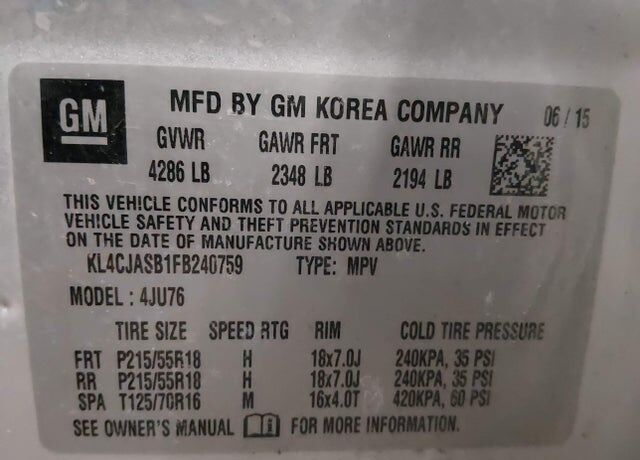 GM MFD BY GM KOREA COMPANY 06 / 15
GVWR GAWR FRT GAWR RR
4286 LB 2348 LB 2194 LB
THIS VEHICLE CONFORMS TO ALL APPLICABLE U.S. FEDERAL MOTOR
VEHICLE SAFETY AND THEFT PREVENTION STANDARDS IN EFFECT
ON THE DATE OF MANUFACTURE SHOWN ABOVE.
KL4CJASB1FB240759 TYPE: MPV
MODEL : 4JU76
TIRE SIZE SPEED RTG RIM COLD TIRE PRESSURE
FRT P215/55R18 H 18x7.0J 240KPA, 35 PSI
RR P215/55R18 H 18x7.0J 240KPA, 35 PSI
SPA T125/70R16 M 16x4.0T 420KPA, 60 PSI
SEE OWNER'S MANUAL i FOR MORE INFORMATION.